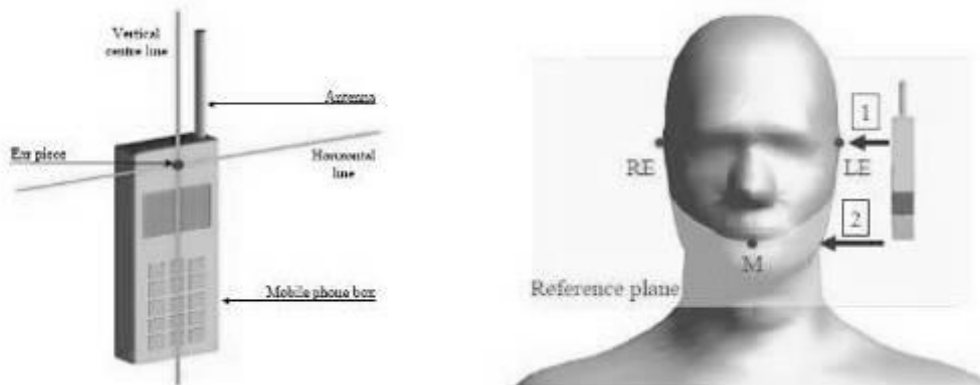 Vertical
centre line
Antenna
Ear piece
Horizontal
line
Mobile phone box
1
RE
LE
2
M
Reference plane